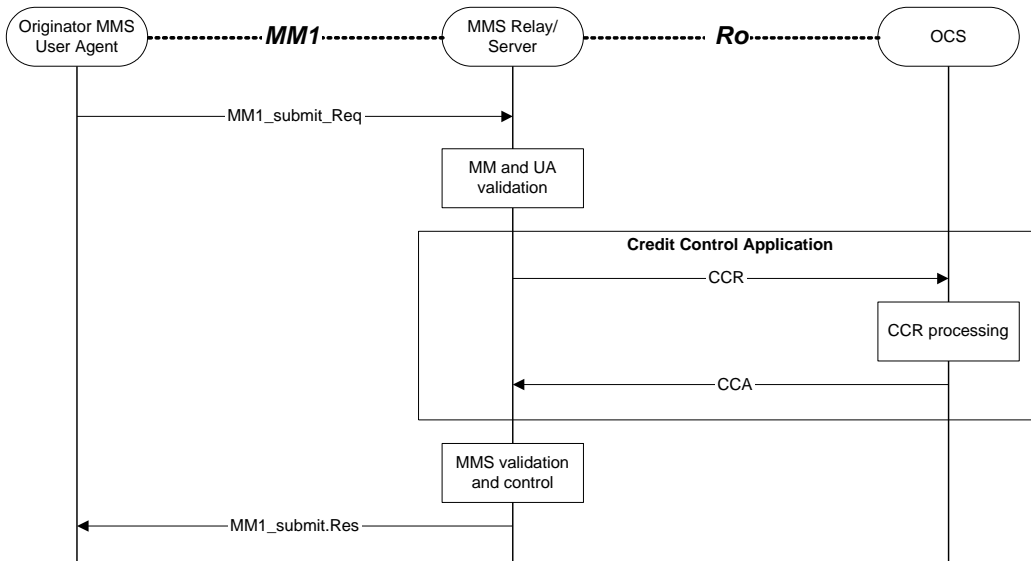 Originator MMS
User Agent
MM1
MMS Relay/
Server
Ro
OCS
MM1_submit_Req
MM and UA
validation
Credit Control Application
CCR
CCR processing
CCA
MMS validation
and control
MM1_submit.Res